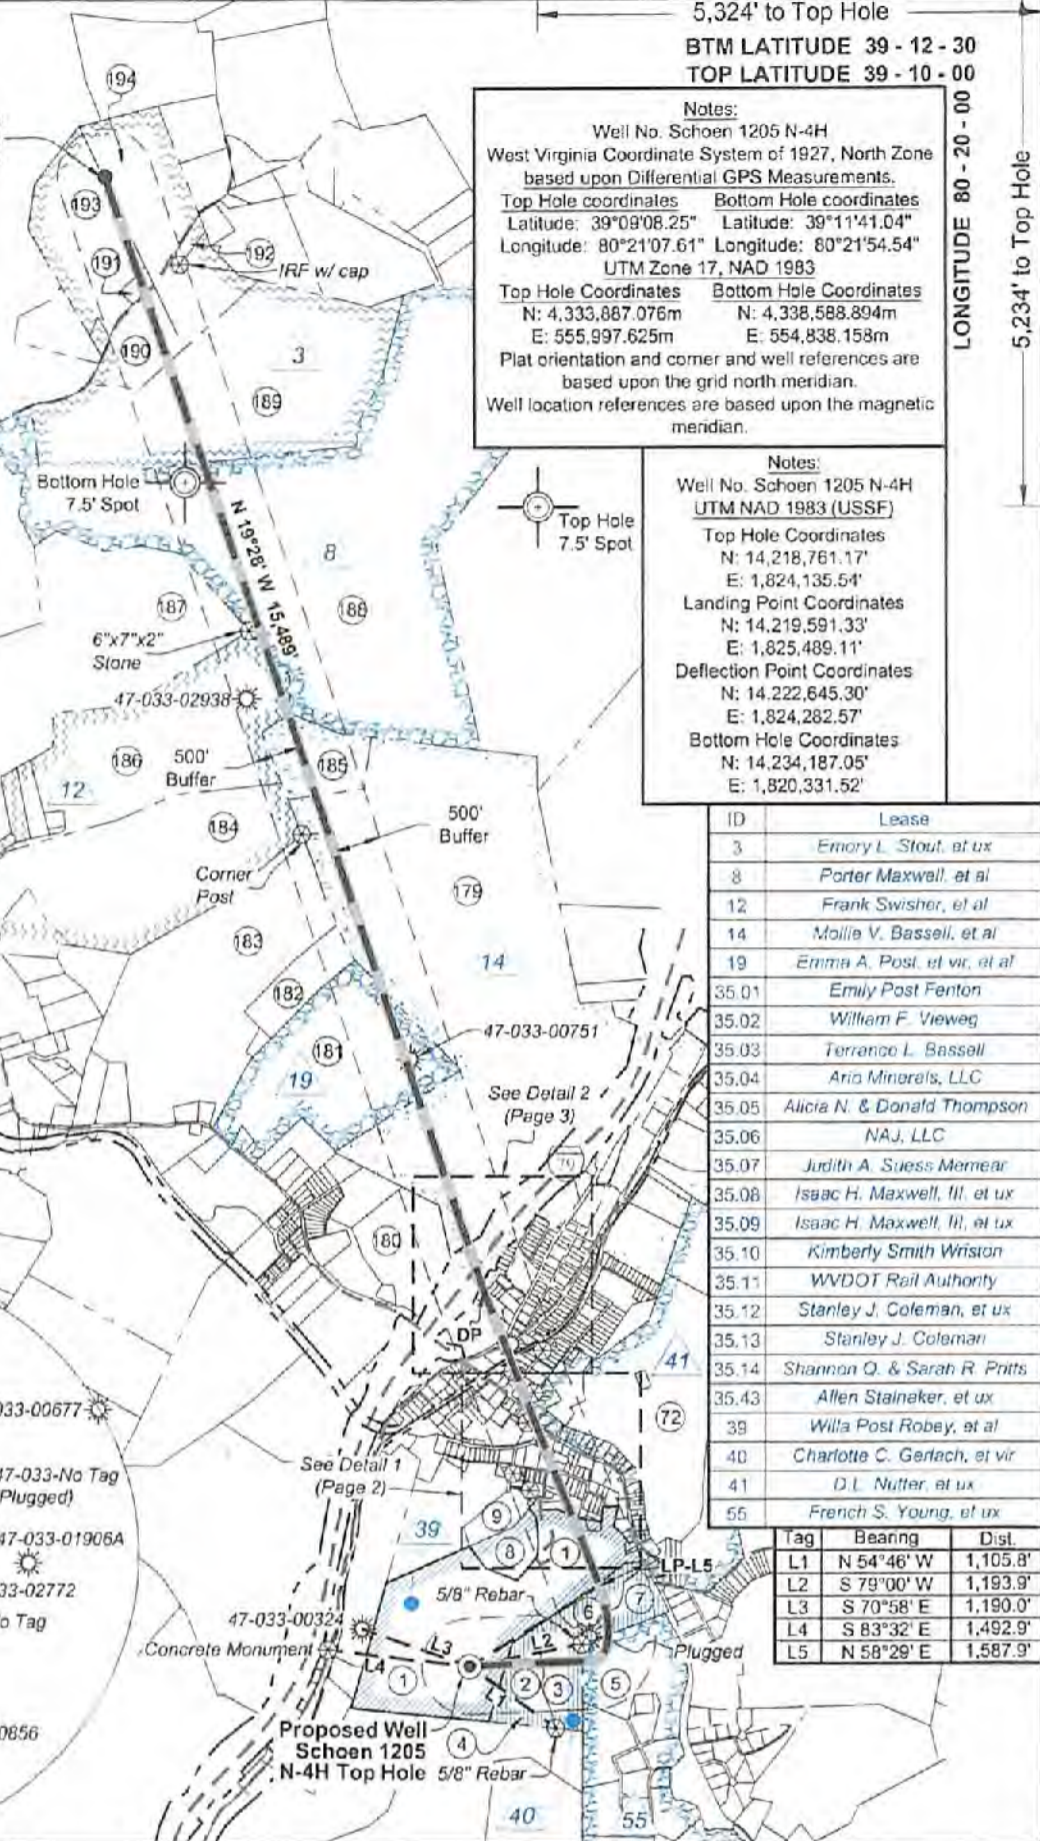 5,324' to Top Hole
BTM LATITUDE 39 - 12 - 30
TOP LATITUDE 39 - 10 - 00
LONGITUDE 80 - 20 - 00
5,234' to Top Hole
Notes:
Well No. Schoen 1205 N-4H
West Virginia Coordinate System of 1927, North Zone
based upon Differential GPS Measurements.
Top Hole coordinates Bottom Hole coordinates
Latitude: 39°09'08.25" Latitude: 39°11'41.04"
Longitude: 80°21'07.61" Longitude: 80°21'54.54"
UTM Zone 17, NAD 1983
Top Hole Coordinates Bottom Hole Coordinates
N: 4,333,887.076m N: 4,338,588.894m
E: 555,997.625m E: 554,838.158m
Plat orientation and corner and well references are
based upon the grid north meridian.
Well location references are based upon the magnetic
meridian.
Notes:
Well No. Schoen 1205 N-4H
UTM NAD 1983 (USSF)
Top Hole Coordinates
N: 14,218,761.17'
E: 1,824,135.54'
Landing Point Coordinates
N: 14,219,591.33'
E: 1,825,489.11'
Deflection Point Coordinates
N: 14,222,645.30'
E: 1,824,282.57'
Bottom Hole Coordinates
N: 14,234,187.05'
E: 1,820,331.52'
ID Lease
3 Emory L. Stout, et ux
8 Porter Maxwell, et al
12 Frank Swisher, et al
14 Mollie V. Bassell, et al
19 Emma A. Post, et vir, et al
35.01 Emily Post Fenton
35.02 William F. Vieweg
35.03 Terrence L. Bassell
35.04 Aria Minerals, LLC
35.05 Alicia N. & Donald Thompson
35.06 NAJ, LLC
35.07 Judith A. Suess Memear
35.08 Isaac H. Maxwell, III, et ux
35.09 Isaac H. Maxwell, III, et ux
35.10 Kimberly Smith Wriston
35.11 WVDOT Rail Authority
35.12 Stanley J. Coleman, et ux
35.13 Stanley J. Coleman
35.14 Shannon Q. & Sarah R. Pritts
35.43 Allen Stalnaker, et ux
39 Willa Post Robey, et al
40 Charlotte C. Gerlach, et vir
41 D.L. Nutter, et ux
55 French S. Young, et ux
Tag Bearing Dist.
L1 N 54°46' W 1,105.8'
L2 S 79°00' W 1,193.9'
L3 S 70°58' E 1,190.0'
L4 S 83°32' E 1,492.9'
L5 N 58°29' E 1,587.9'
194
193
192
IRF w/ cap
191
190
3
189
Bottom Hole
7.5' Spot
Top Hole
7.5' Spot
N 19°28' W 15,489'
8
187
188
6"x7"x2"
Stone
47-033-02938
186
12
500'
Buffer
185
184
500'
Buffer
Corner
Post
179
183
14
182
181
19
47-033-00751
See Detail 2
(Page 3)
79
180
DP
41
72
033-00677
See Detail 1
(Page 2)
47-033-No Tag
(Plugged)
39
9
8
1
47-033-01906A
33-02772
o Tag
LP-L5
5/8" Rebar
6
7
47-033-00324
Concrete Monument
L3
L2
L4
L1
1
2
3
5
Plugged
0856
Proposed Well
Schoen 1205
N-4H Top Hole
4
5/8" Rebar
40
55